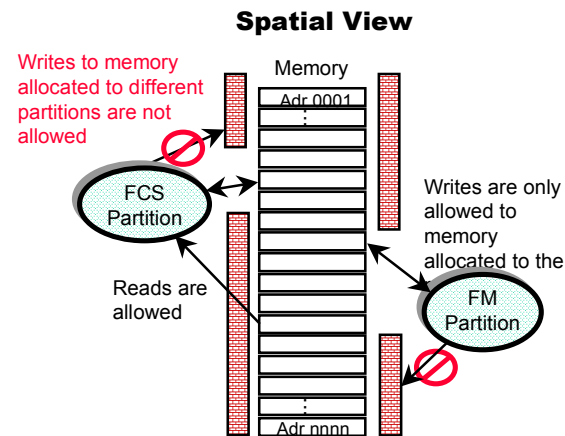 Spatial View
Writes to memory
allocated to different
partitions are not
allowed
Memory
Adr 0001
⋮
FCS
Partition
Reads are
allowed
Writes are only
allowed to
memory
allocated to the
FM
Partition
⋮
Adr nnnn